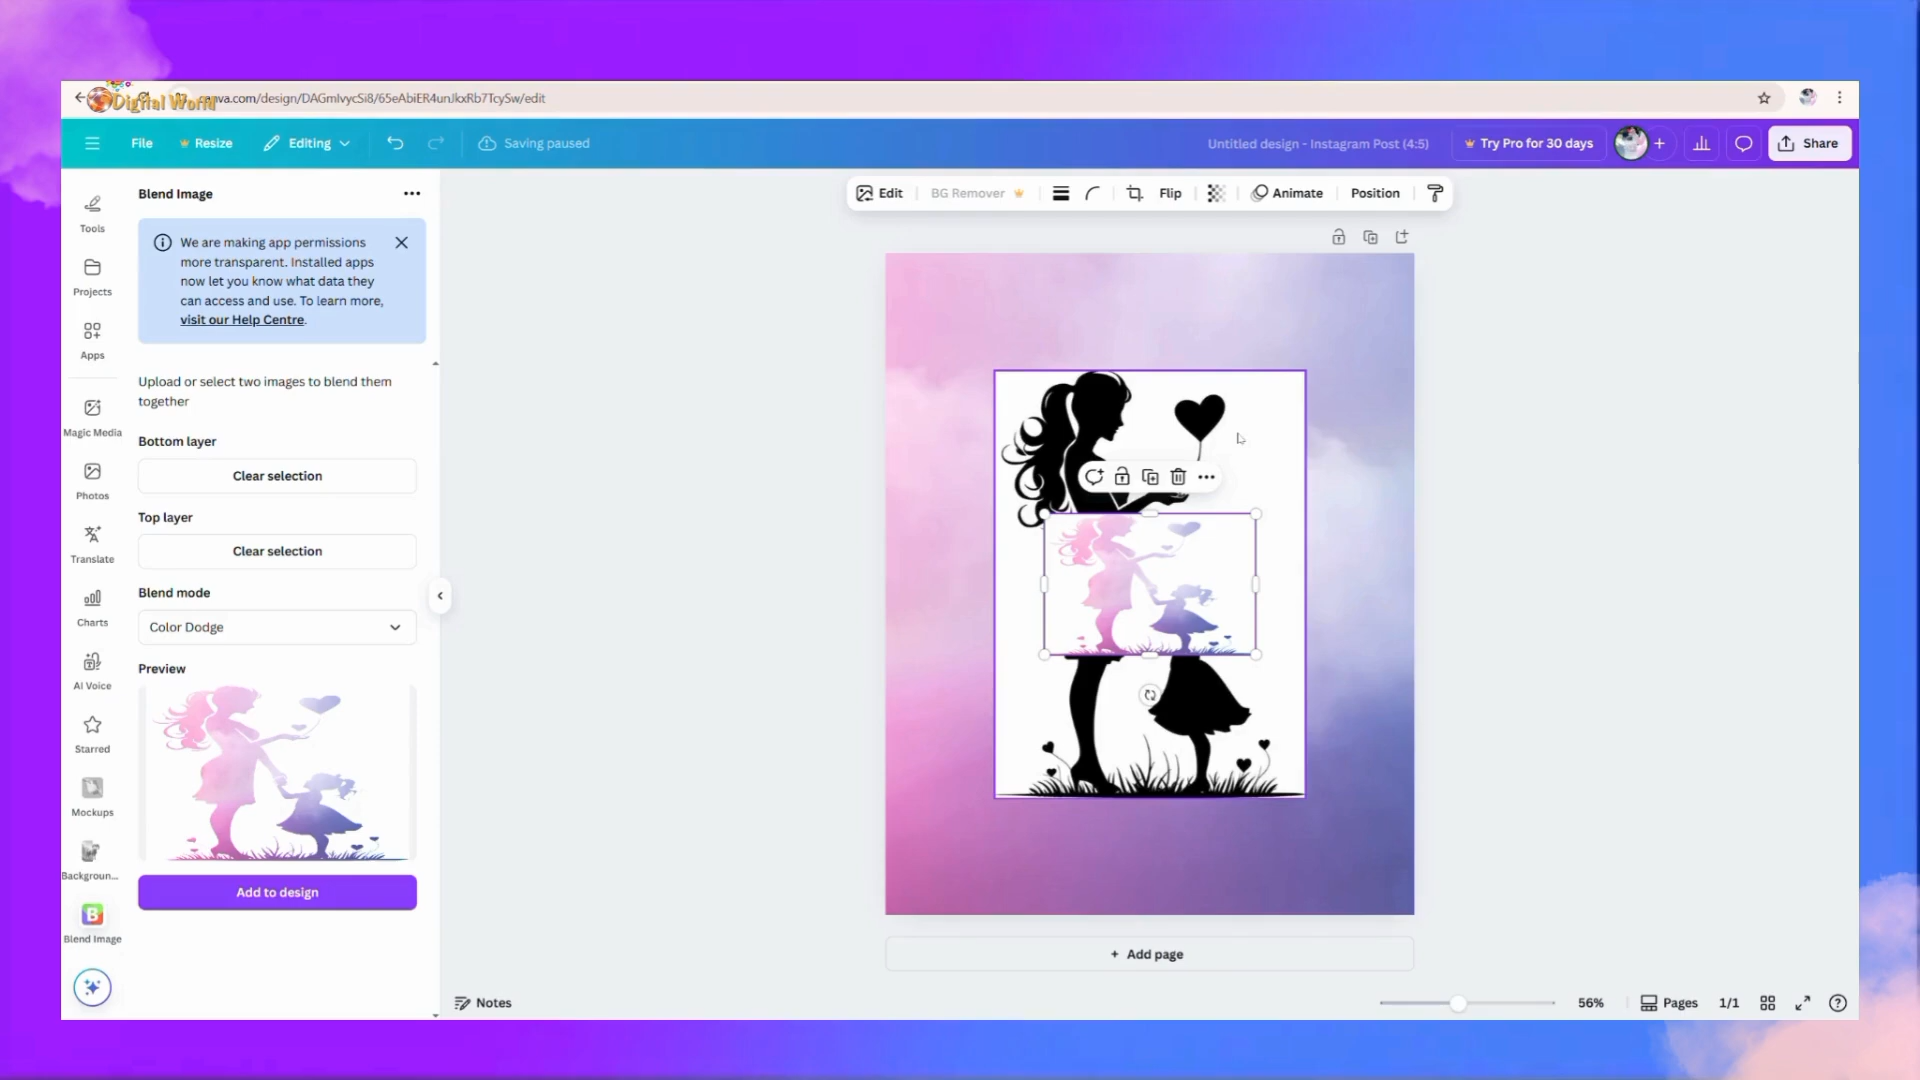 Digital World
nva.com/design/DAGmIvycSi8/65eAbiER4unJkxRb7TcySw/edit
File
Resize
Editing
Saving paused
Untitled design - Instagram Post (4:5)
Try Pro for 30 days
Share
Blend Image
Edit
BG Remover
Flip
Animate
Position
Tools
Projects
Apps
Magic Media
Photos
Translate
Charts
AI Voice
Starred
Mockups
Backgroun...
B
Blend Image
We are making app permissions
more transparent. Installed apps
now let you know what data they
can access and use. To learn more,
visit our Help Centre.
Upload or select two images to blend them
together
Bottom layer
Clear selection
Top layer
Clear selection
Blend mode
Color Dodge
Preview
Add to design
+ Add page
Notes
56%
Pages
1/1